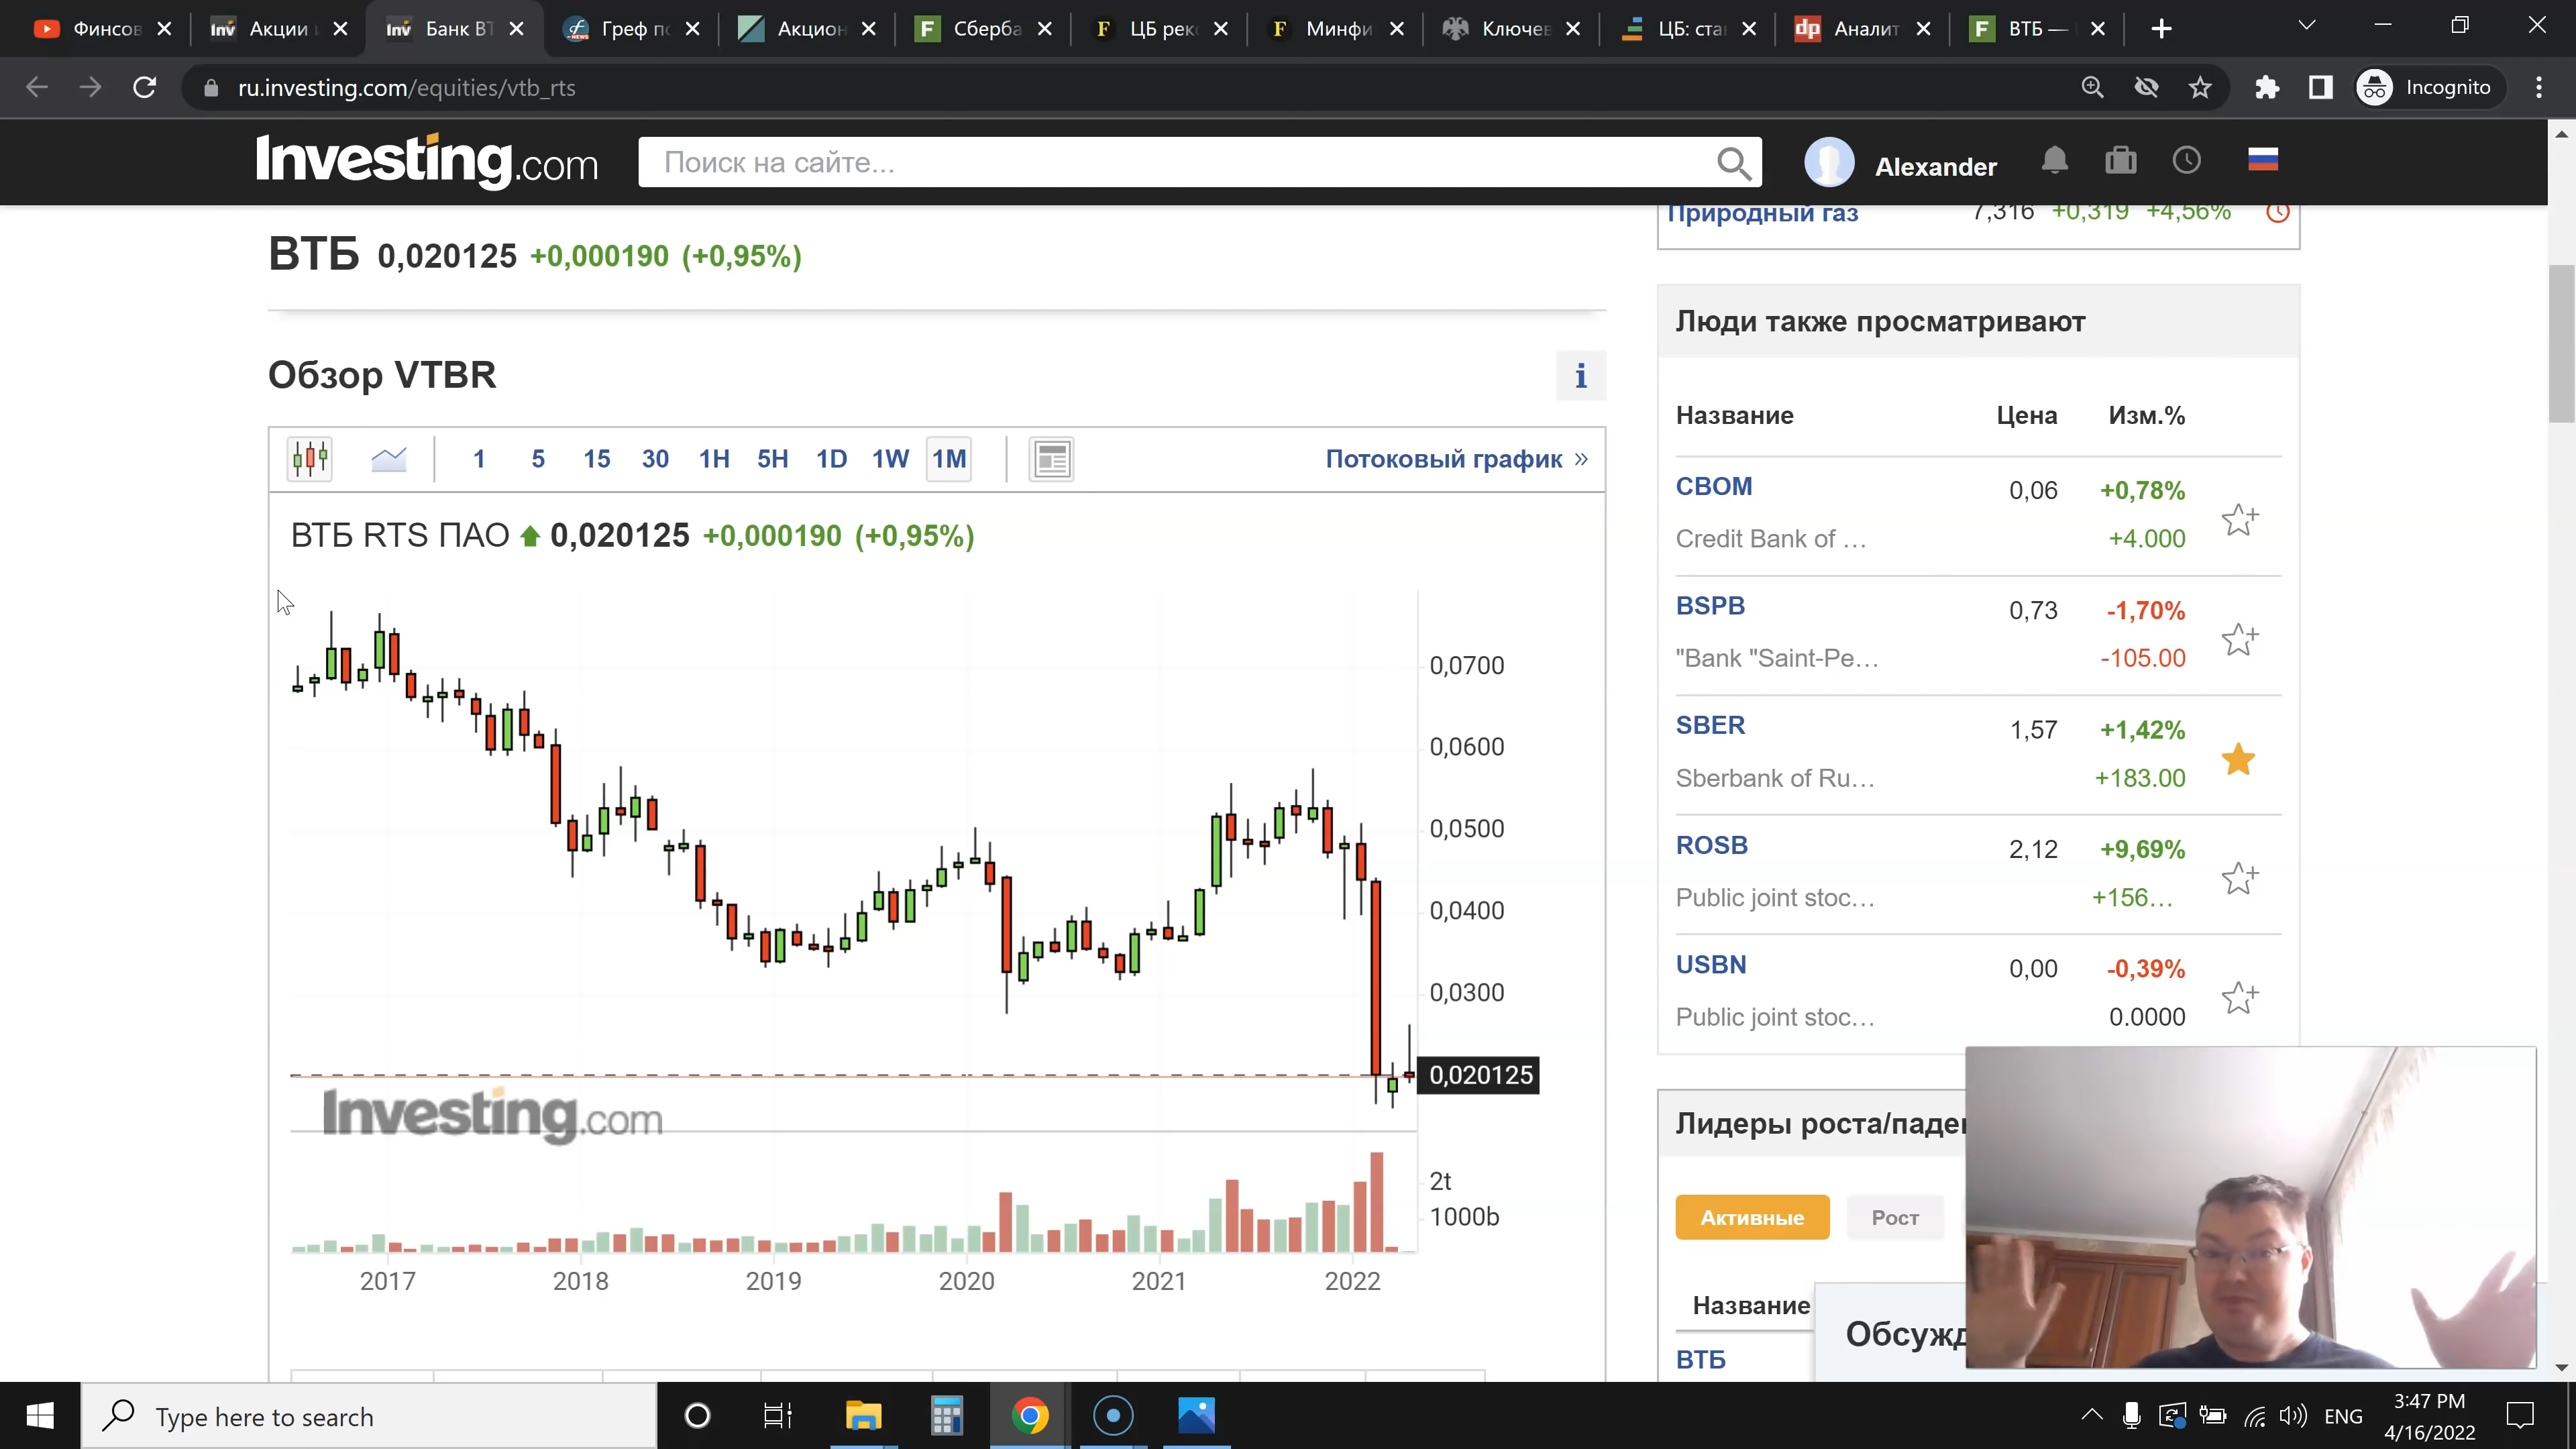 Финсов
Акции и
Банк ВТ
Греф по
Акцион
Сберба
ЦБ рек
Минфи
Ключев
ЦБ: ста
Аналит
ВТБ —
ru.investing.com/equities/vtb_rts
Incognito
Investing.com
Поиск на сайте...
Alexander
ВТБ 0,020125 +0,000190 (+0,95%)
Природный газ 7,316 +0,319 +4,56%
Обзор VTBR
1 5 15 30 1H 5H 1D 1W 1M
Потоковый график »
ВТБ RTS ПАО 0,020125 +0,000190 (+0,95%)
0,0700
0,0600
0,0500
0,0400
0,0300
0,020125
Investing.com
2t
1000b
2017 2018 2019 2020 2021 2022
Люди также просматривают
Название Цена Изм.%
CBOM 0,06 +0,78%
Credit Bank of … +4.000
BSPB 0,73 -1,70%
"Bank "Saint-Pe… -105.00
SBER 1,57 +1,42%
Sberbank of Ru… +183.00
ROSB 2,12 +9,69%
Public joint stoc… +156…
USBN 0,00 -0,39%
Public joint stoc… 0.0000
Лидеры роста/паде
Активные Рост
Название
ВТБ
Обсужд
Type here to search
ENG
3:47 PM
4/16/2022